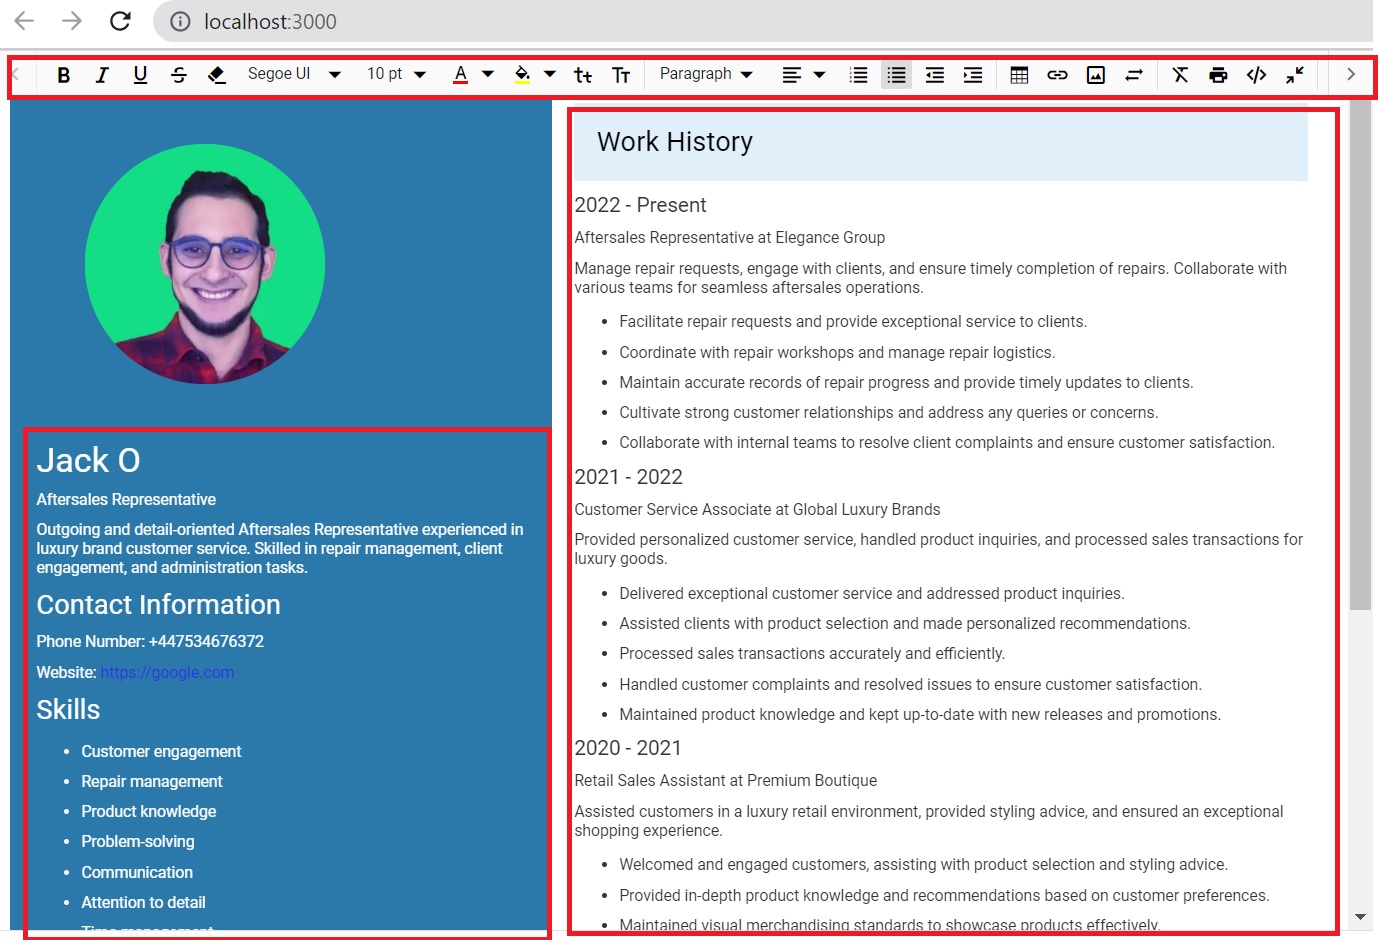 localhost:3000
B I U S Segoe UI 10 pt A tt Tt Paragraph
Jack O
Aftersales Representative
Outgoing and detail-oriented Aftersales Representative experienced in
luxury brand customer service. Skilled in repair management, client
engagement, and administration tasks.
Contact Information
Phone Number: +447534676372
Website: https://google.com
Skills
• Customer engagement
• Repair management
• Product knowledge
• Problem-solving
• Communication
• Attention to detail
• Time management
Work History
2022 - Present
Aftersales Representative at Elegance Group
Manage repair requests, engage with clients, and ensure timely completion of repairs. Collaborate with
various teams for seamless aftersales operations.
• Facilitate repair requests and provide exceptional service to clients.
• Coordinate with repair workshops and manage repair logistics.
• Maintain accurate records of repair progress and provide timely updates to clients.
• Cultivate strong customer relationships and address any queries or concerns.
• Collaborate with internal teams to resolve client complaints and ensure customer satisfaction.
2021 - 2022
Customer Service Associate at Global Luxury Brands
Provided personalized customer service, handled product inquiries, and processed sales transactions for
luxury goods.
• Delivered exceptional customer service and addressed product inquiries.
• Assisted clients with product selection and made personalized recommendations.
• Processed sales transactions accurately and efficiently.
• Handled customer complaints and resolved issues to ensure customer satisfaction.
• Maintained product knowledge and kept up-to-date with new releases and promotions.
2020 - 2021
Retail Sales Assistant at Premium Boutique
Assisted customers in a luxury retail environment, provided styling advice, and ensured an exceptional
shopping experience.
• Welcomed and engaged customers, assisting with product selection and styling advice.
• Provided in-depth product knowledge and recommendations based on customer preferences.
• Maintained visual merchandising standards to showcase products effectively.